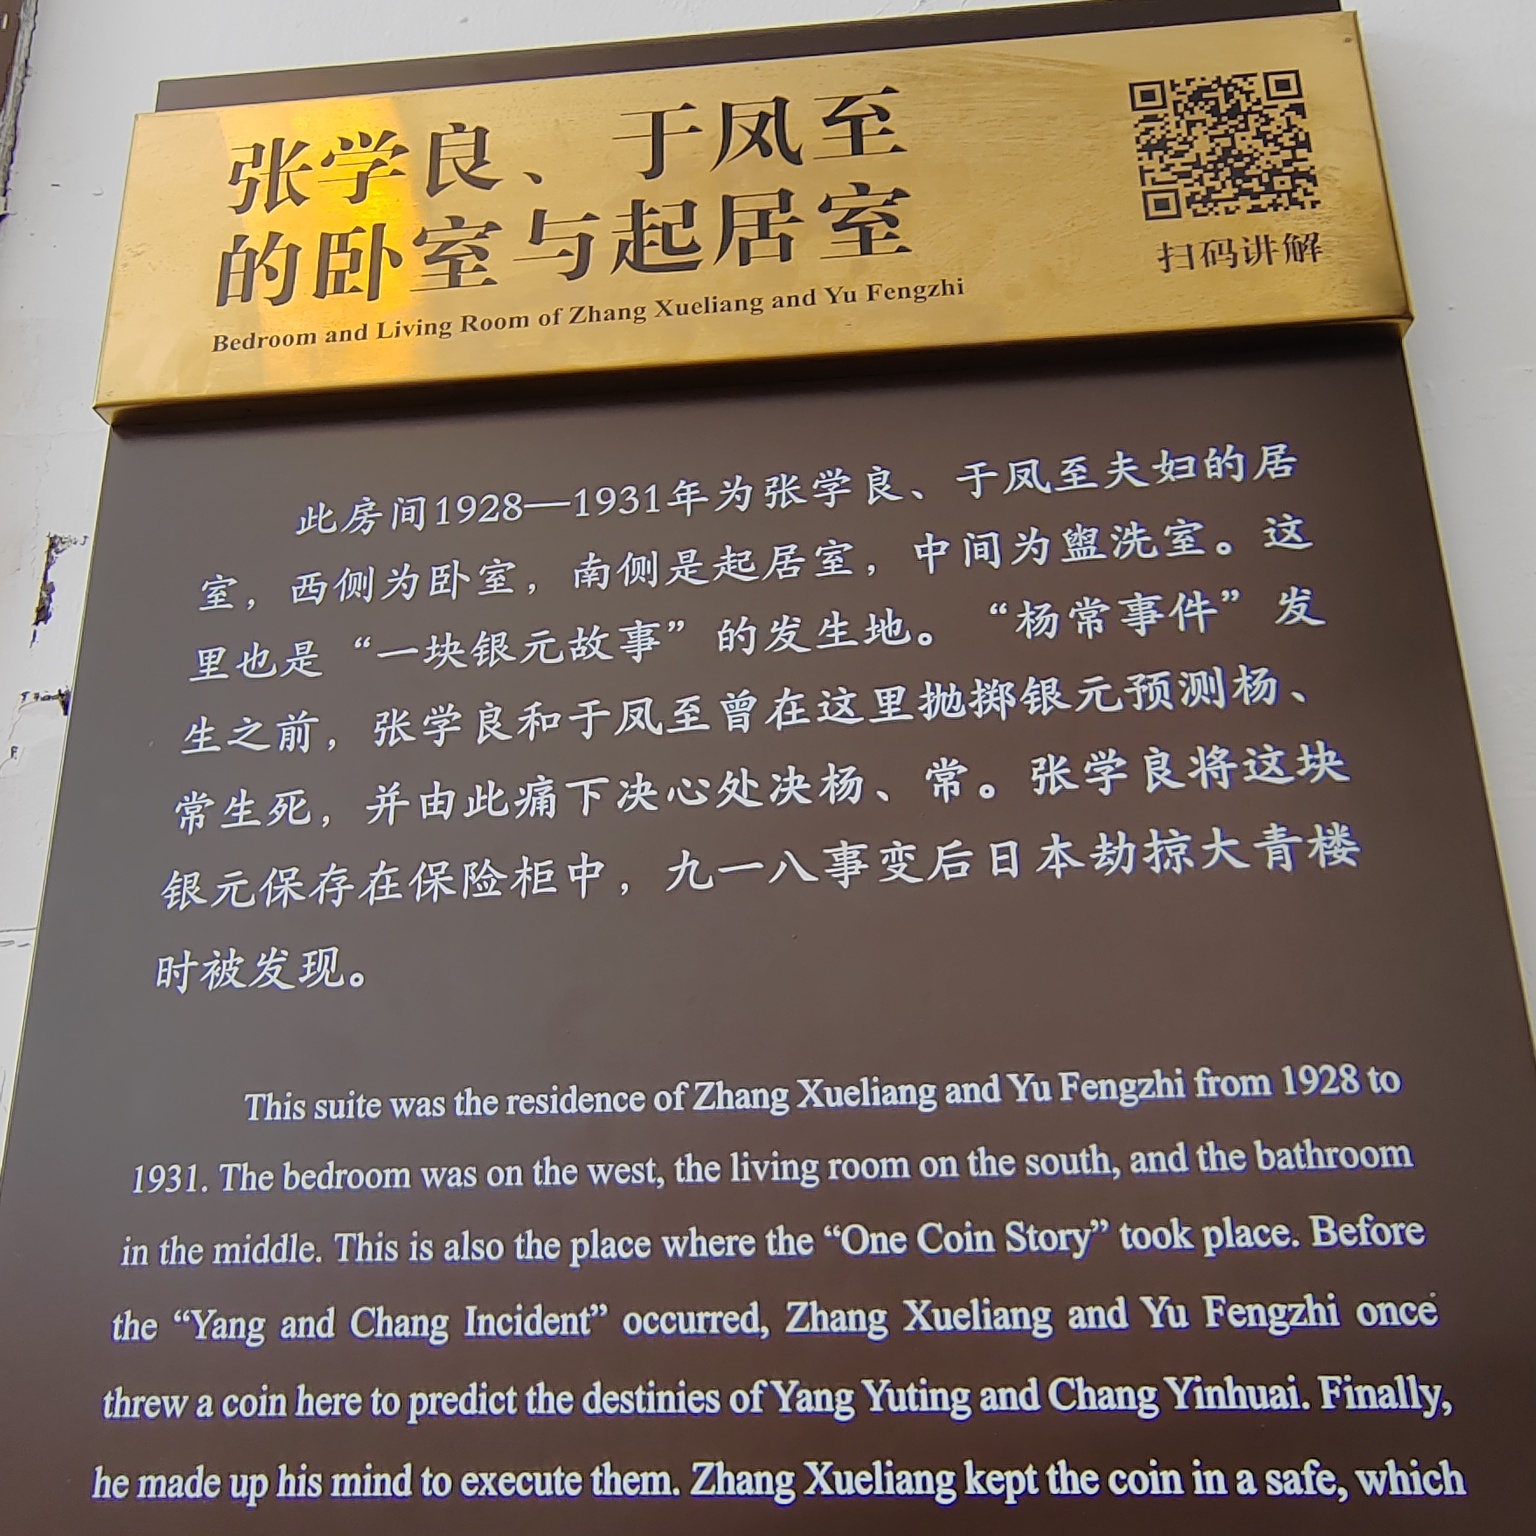 张学良、于凤至
的卧室与起居室
Bedroom and Living Room of Zhang Xueliang and Yu Fengzhi
扫码讲解
此房间1928—1931年为张学良、于凤至夫妇的居
室，西侧为卧室，南侧是起居室，中间为盥洗室。这
里也是“一块银元故事”的发生地。“杨常事件”发
生之前，张学良和于凤至曾在这里抛掷银元预测杨、
常生死，并由此痛下决心处决杨、常。张学良将这块
银元保存在保险柜中，九一八事变后日本劫掠大青楼
时被发现。
This suite was the residence of Zhang Xueliang and Yu Fengzhi from 1928 to
1931. The bedroom was on the west, the living room on the south, and the bathroom
in the middle. This is also the place where the “One Coin Story” took place. Before
the “Yang and Chang Incident” occurred, Zhang Xueliang and Yu Fengzhi once
threw a coin here to predict the destinies of Yang Yuting and Chang Yinhuai. Finally,
he made up his mind to execute them. Zhang Xueliang kept the coin in a safe, which